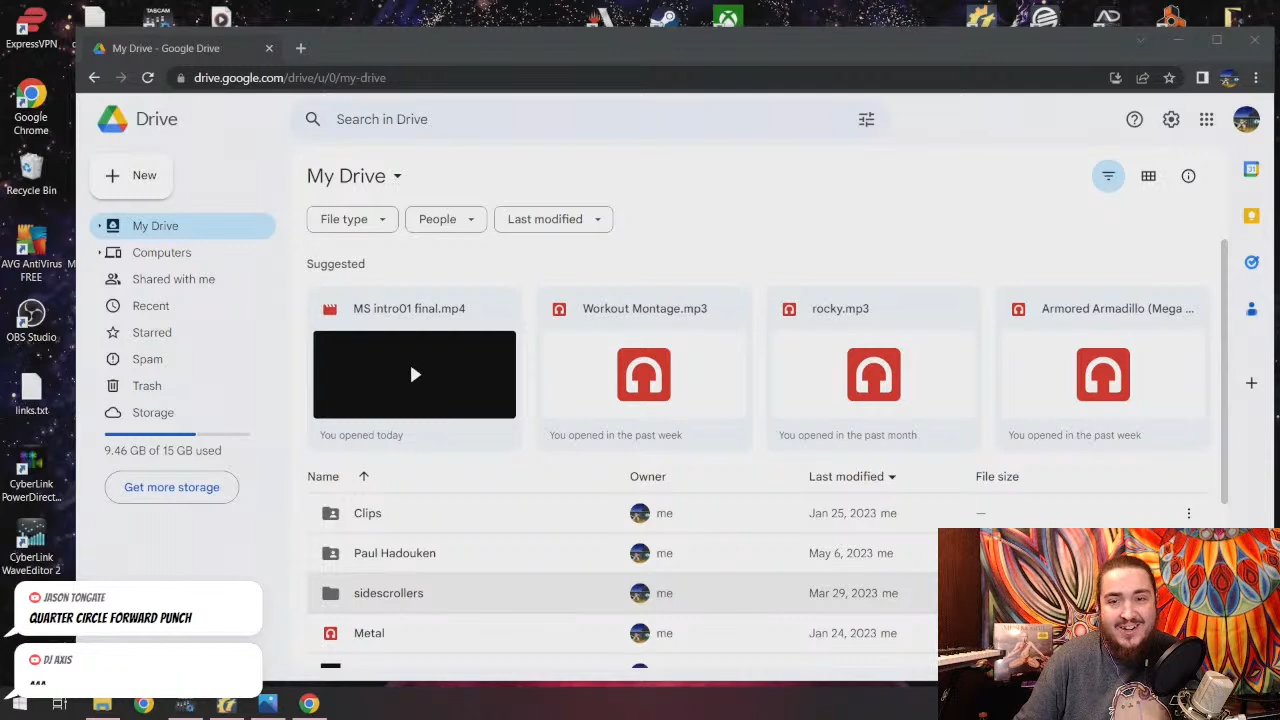 ExpressVPN
TASCAM
My Drive - Google Drive
drive.google.com/drive/u/0/my-drive
Google
Chrome
Drive
Search in Drive
New
Recycle Bin
My Drive
File type
People
Last modified
My Drive
Computers
Shared with me
Recent
Starred
Spam
Trash
Storage
9.46 GB of 15 GB used
Get more storage
AVG AntiVirus
FREE
M
OBS Studio
links.txt
CyberLink
PowerDirect...
CyberLink
WaveEditor 2
Suggested
MS intro01 final.mp4
You opened today
Workout Montage.mp3
You opened in the past week
rocky.mp3
You opened in the past month
Armored Armadillo (Mega ...
You opened in the past week
Name
Owner
Last modified
File size
Clips
me
Jan 25, 2023 me
—
Paul Hadouken
me
May 6, 2023 me
sidescrollers
me
Mar 29, 2023 me
Metal
me
Jan 24, 2023 me
JASON TONGATE
QUARTER CIRCLE FORWARD PUNCH
DJ AXIS
^^^